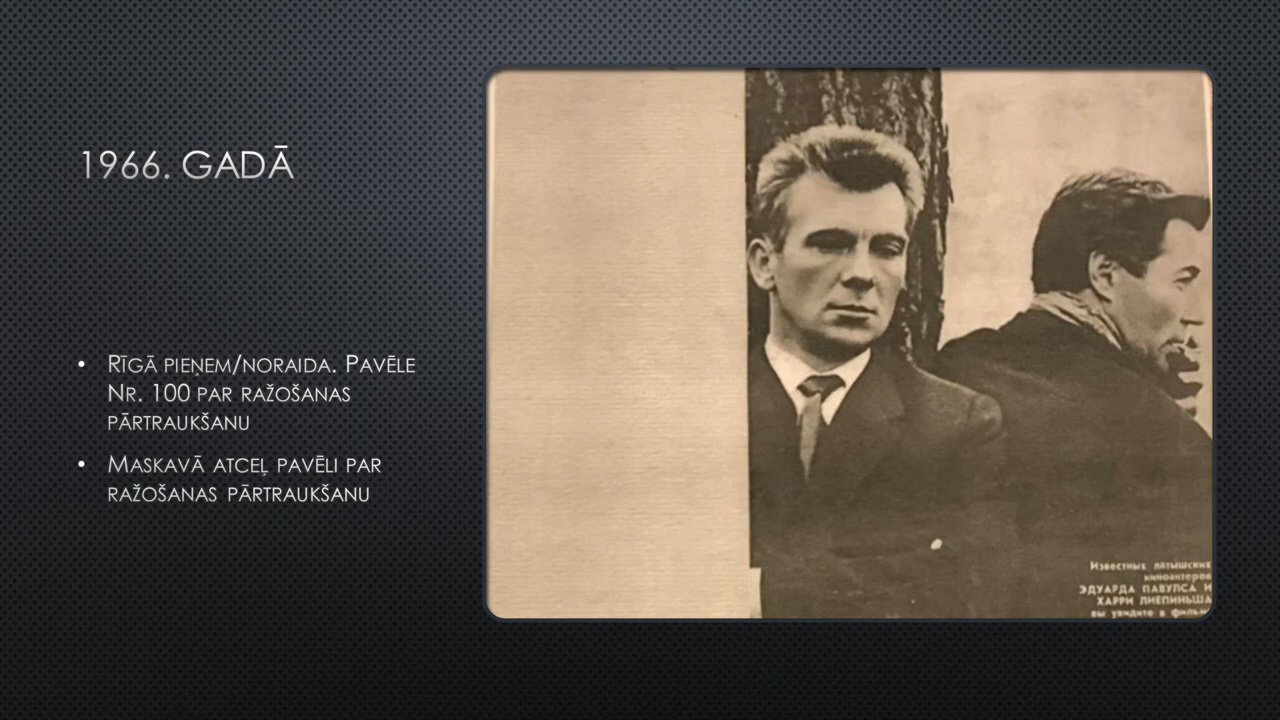 1966. GADĀ
• RĪGĀ PIEŅEM/NORAIDA. PAVĒLE
NR. 100 PAR RAŽOŠANAS
PĀRTRAUKŠANU
• MASKAVĀ ATCEĻ PAVĒLI PAR
RAŽOŠANAS PĀRTRAUKŠANU
Известных латышских
киноактеров
ЭДУАРДА ПАВУЛСА И
ХАРРИ ЛИЕПИНЬША
вы увидите в фильм